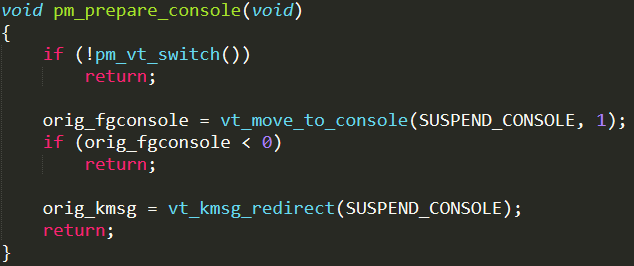 void pm_prepare_console(void)
{
    if (!pm_vt_switch())
        return;

    orig_fgconsole = vt_move_to_console(SUSPEND_CONSOLE, 1);
    if (orig_fgconsole < 0)
        return;

    orig_kmsg = vt_kmsg_redirect(SUSPEND_CONSOLE);
    return;
}